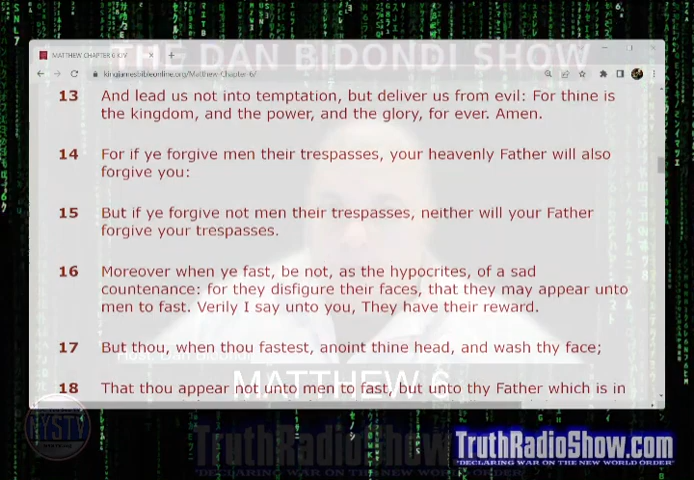 THE DAN BIDONDI SHOW
MATTHEW CHAPTER 6 KJV
kingjamesbibleonline.org/Matthew-Chapter-6/
13 And lead us not into temptation, but deliver us from evil: For thine is
the kingdom, and the power, and the glory, for ever. Amen.
14 For if ye forgive men their trespasses, your heavenly Father will also
forgive you:
15 But if ye forgive not men their trespasses, neither will your Father
forgive your trespasses.
16 Moreover when ye fast, be not, as the hypocrites, of a sad
countenance: for they disfigure their faces, that they may appear unto
men to fast. Verily I say unto you, They have their reward.
17 But thou, when thou fastest, anoint thine head, and wash thy face;
Host: Dan Bidondi
18 That thou appear not unto men to fast, but unto thy Father which is in
MATTHEW 6
NYSTV
TruthRadioShow
TruthRadioShow.com
"DECLARING WAR ON THE NEW WORLD ORDER"